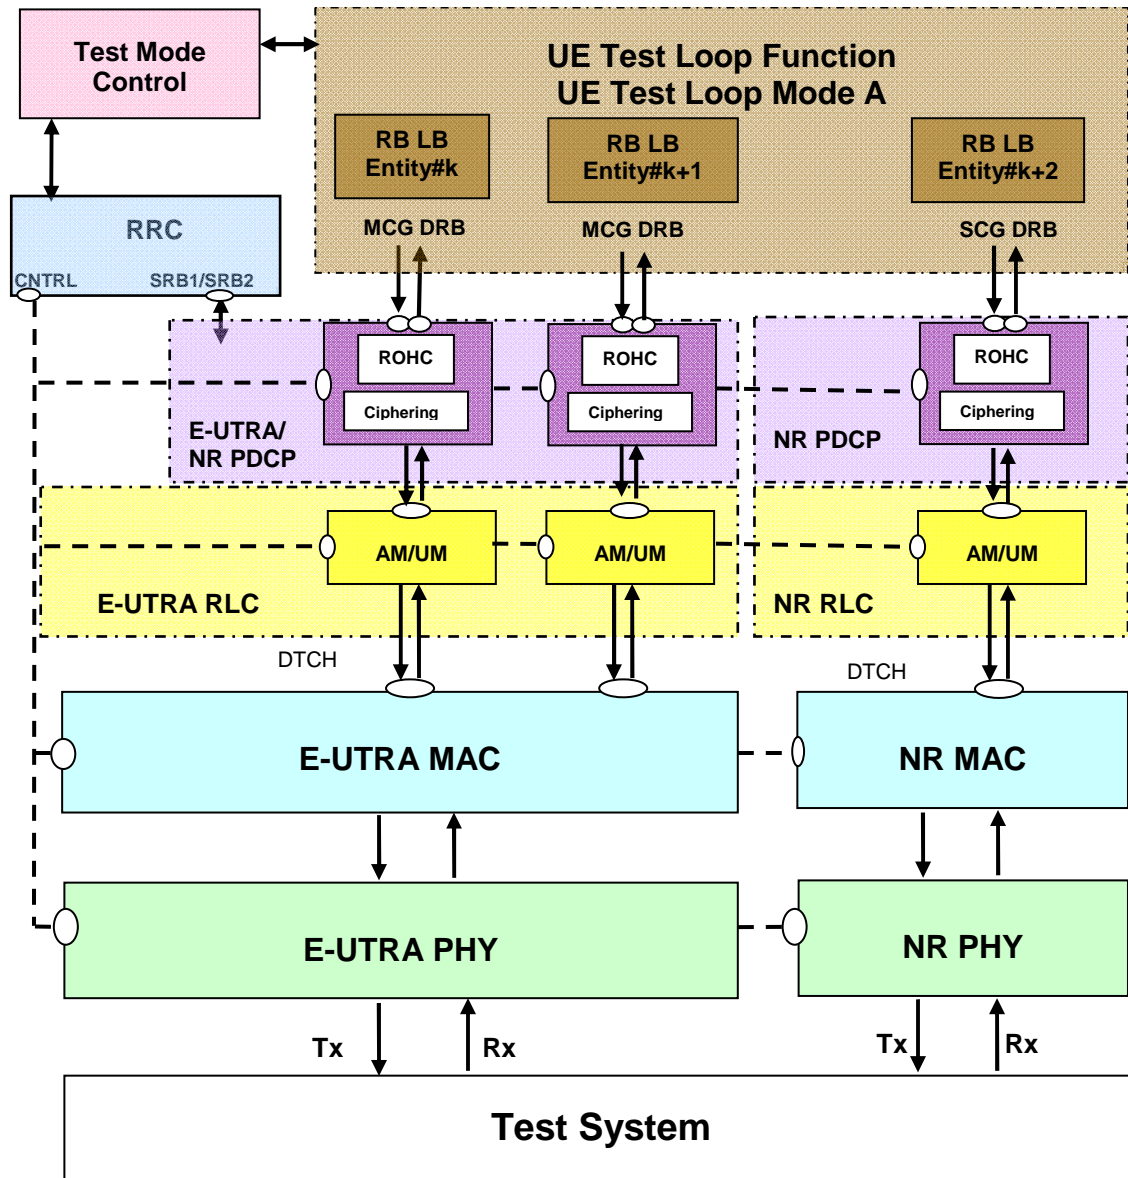 Test Mode
Control
UE Test Loop Function
UE Test Loop Mode A
RB LB
Entity#k
RB LB
Entity#k+1
RB LB
Entity#k+2
MCG DRB
MCG DRB
SCG DRB
RRC
CNTRL
SRB1/SRB2
ROHC
Ciphering
ROHC
Ciphering
ROHC
Ciphering
E-UTRA/
NR PDCP
NR PDCP
AM/UM
AM/UM
AM/UM
E-UTRA RLC
NR RLC
DTCH
DTCH
E-UTRA MAC
NR MAC
E-UTRA PHY
NR PHY
Tx
Rx
Tx
Rx
Test System